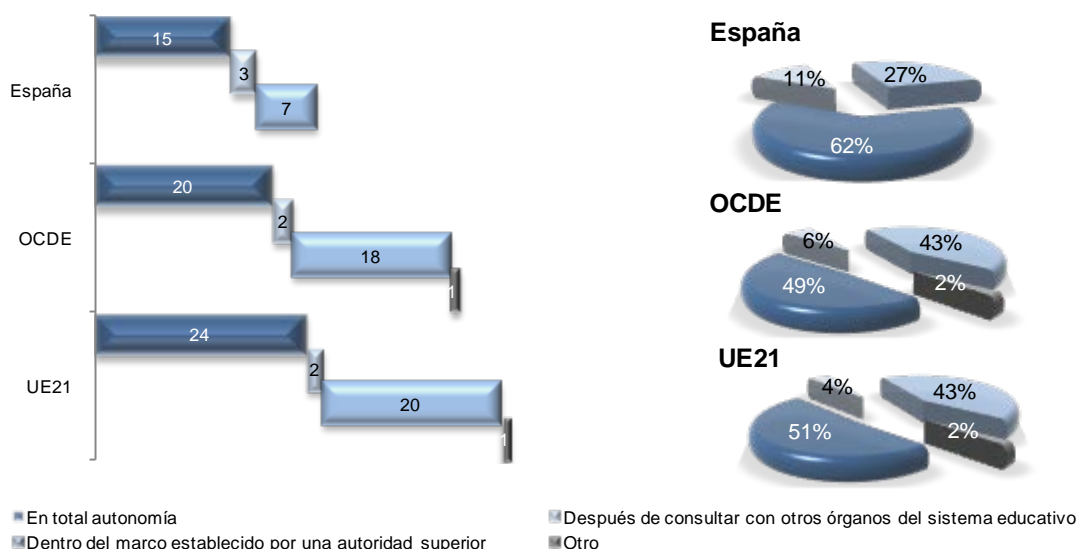 España
15
3
7
OCDE
20
2
18
1
UE21
24
2
20
1
España
11%
27%
62%
OCDE
6%
43%
49%
2%
UE21
4%
43%
51%
2%
En total autonomía
Después de consultar con otros órganos del sistema educativo
Dentro del marco establecido por una autoridad superior
Otro